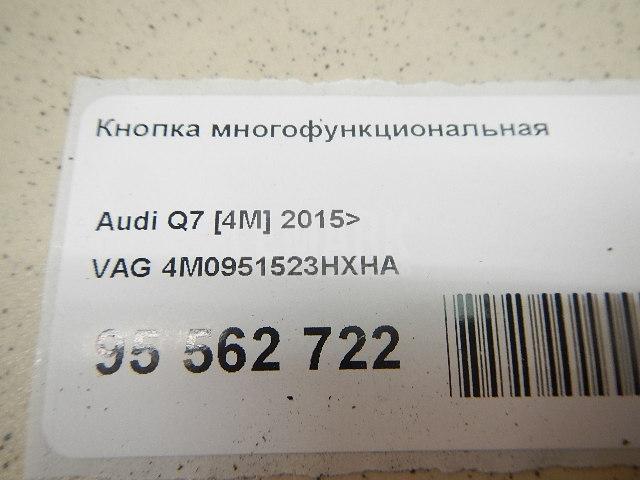 Кнопка многофункциональная
Audi Q7 [4M] 2015>
VAG 4M0951523HXHA
95 562 722